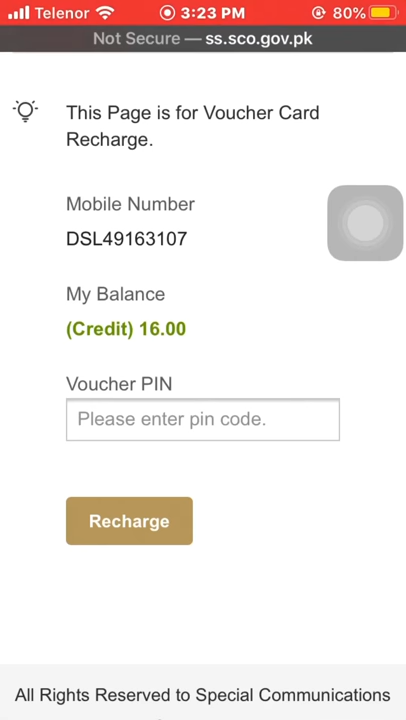 Telenor 3:23 PM 80%
Not Secure — ss.sco.gov.pk
This Page is for Voucher Card
Recharge.
Mobile Number
DSL49163107
My Balance
(Credit) 16.00
Voucher PIN
Please enter pin code.
Recharge
All Rights Reserved to Special Communications